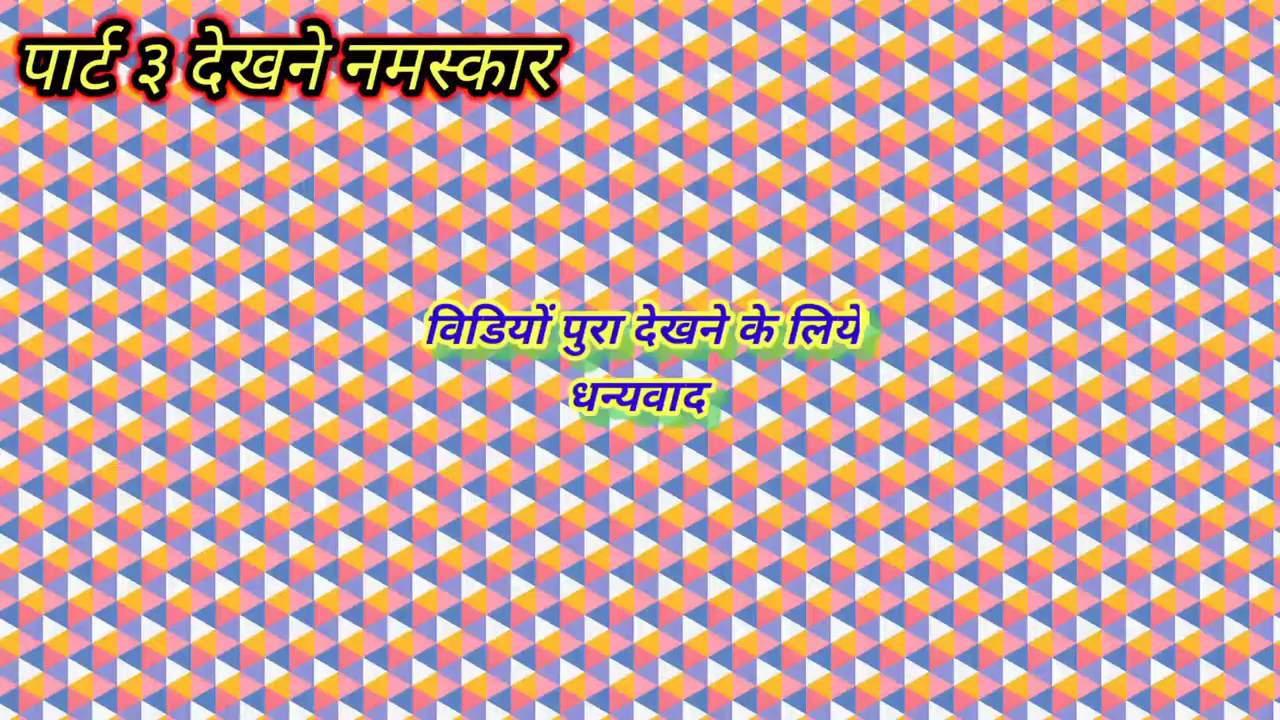 पार्ट ३ देखने नमस्कार
विडियों पुरा देखने के लिये
धन्यवाद